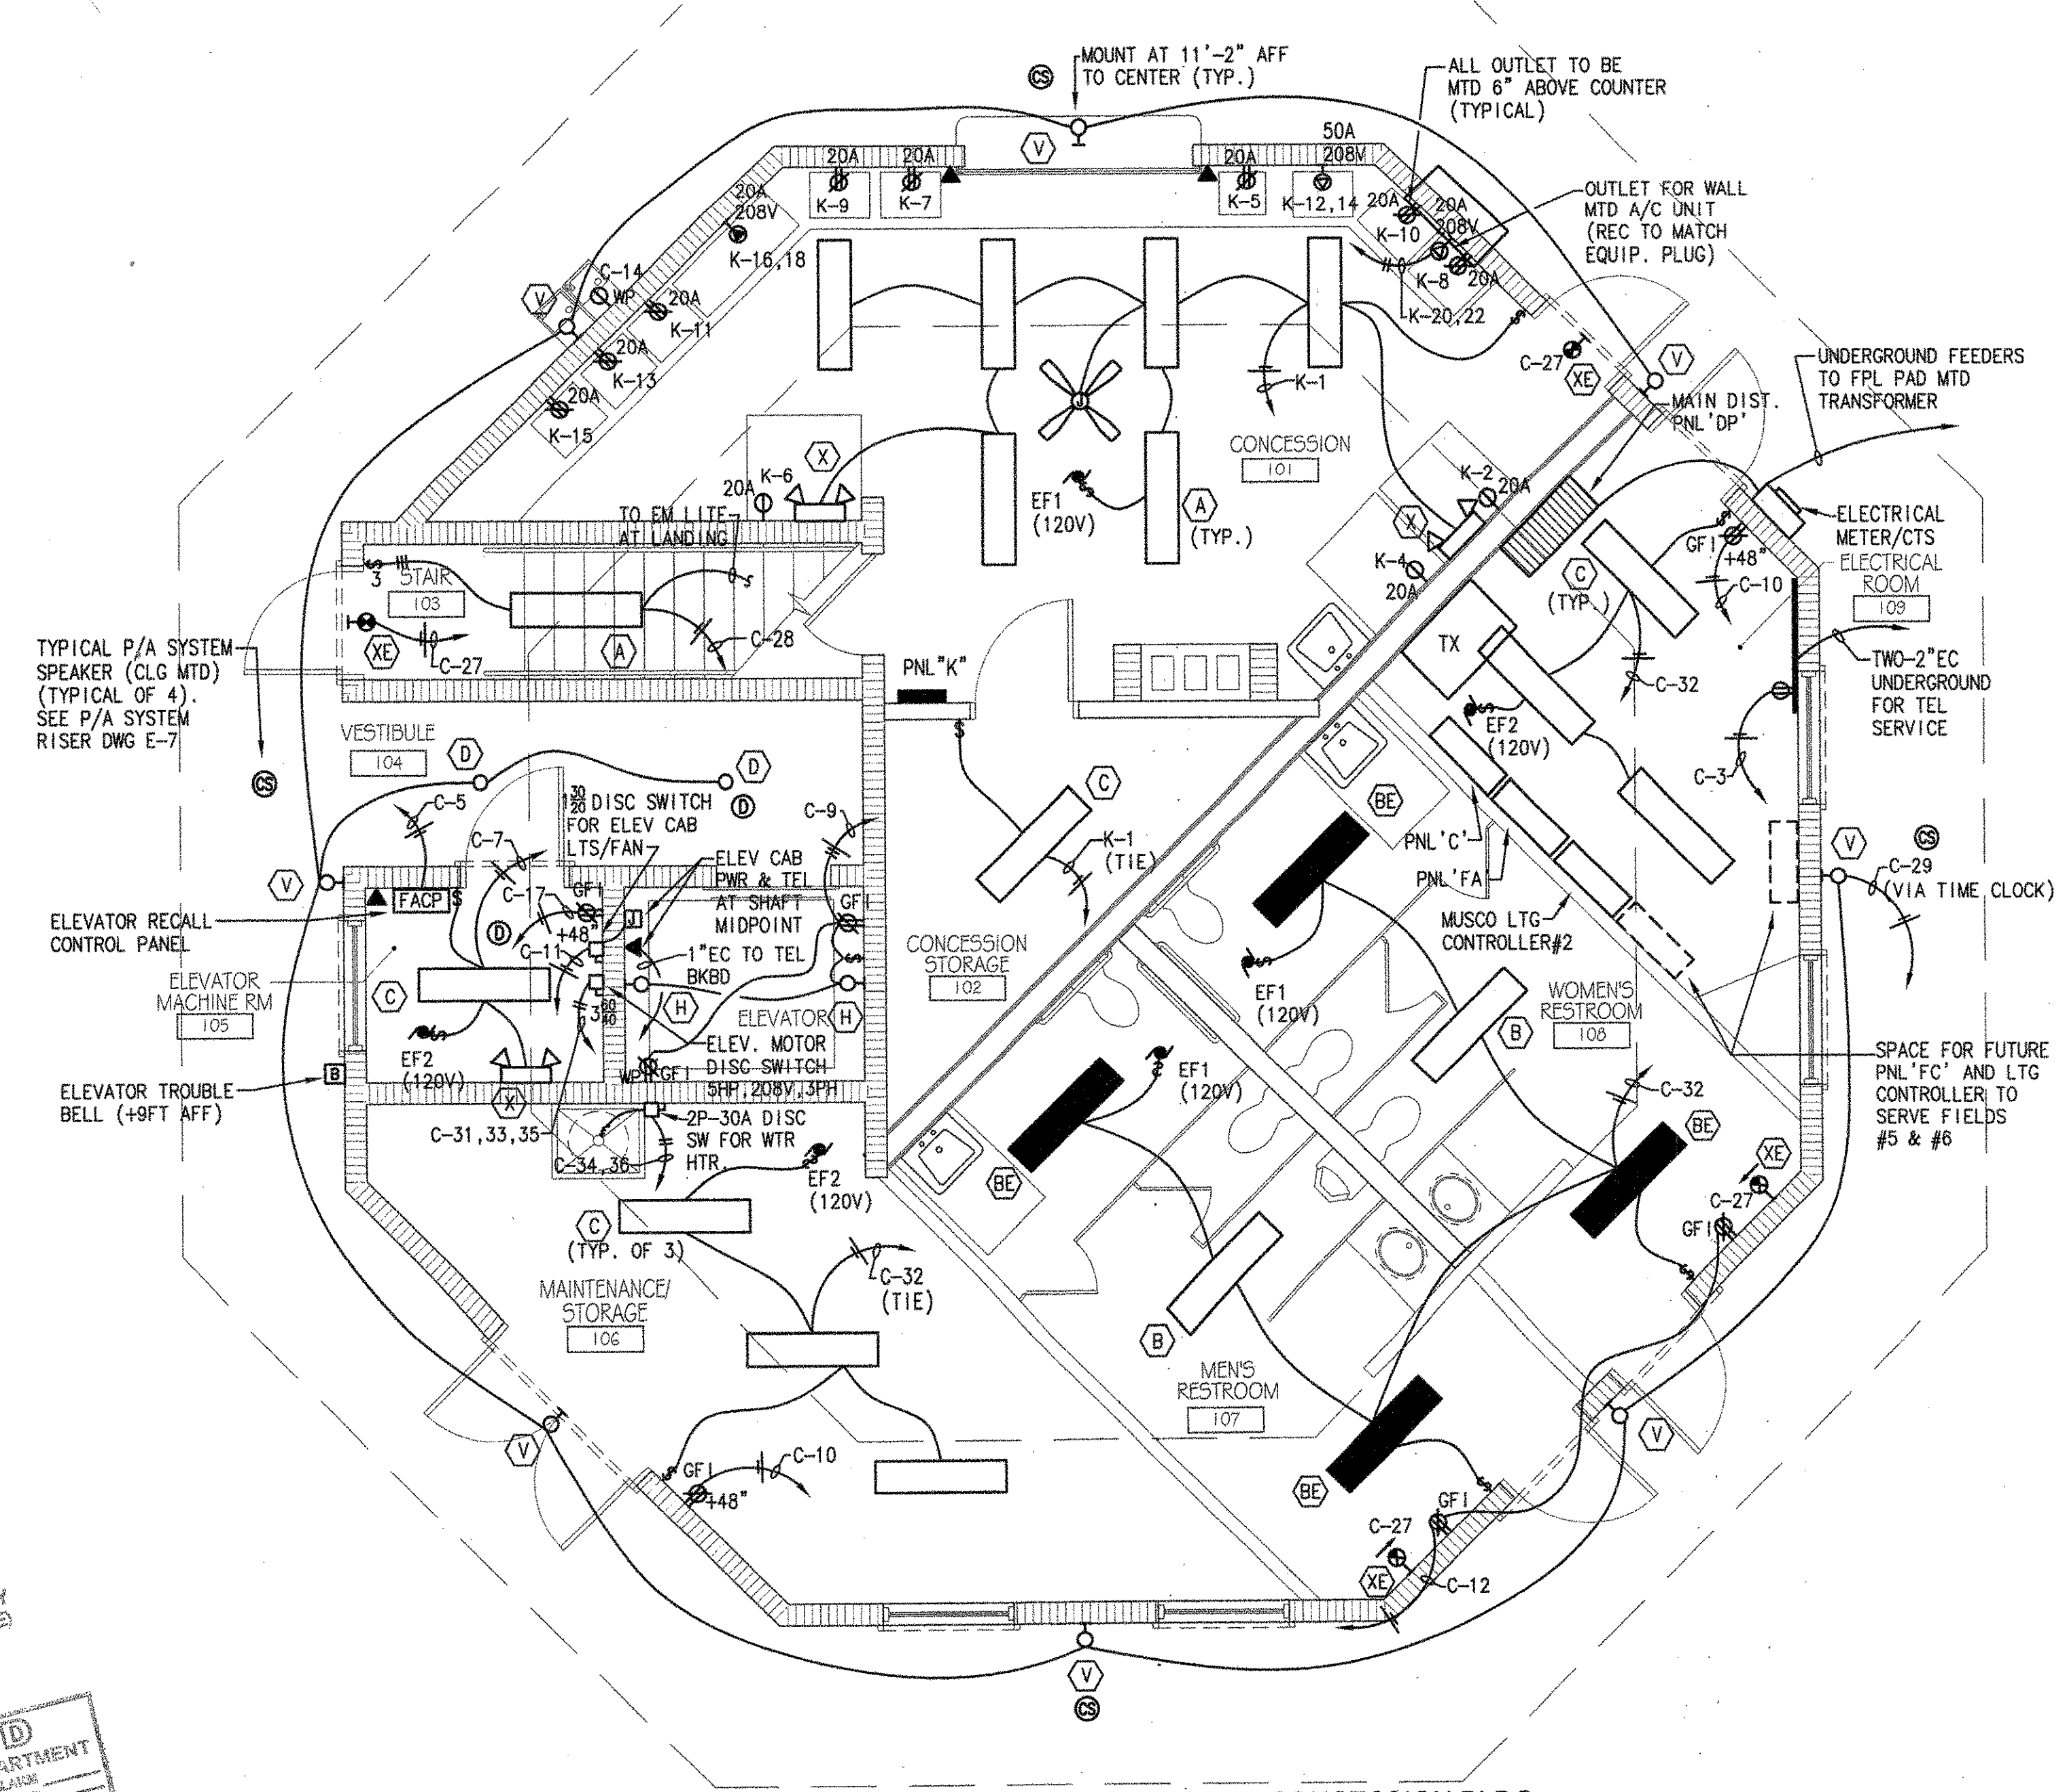 MOUNT AT 11'-2" AFF
TO CENTER (TYP.)
CS
V
ALL OUTLET TO BE
MTD 6" ABOVE COUNTER
(TYPICAL)
20A
K-9
20A
K-7
20A
K-5
50A
208V
K-12,14
20A
K-10
20A
208V
K-8
20A
K-20,22
OUTLET FOR WALL
MTD A/C UNIT
(REC TO MATCH
EQUIP. PLUG)
20A
208V
K-16,18
C-14
WP
V
20A
K-11
20A
K-13
20A
K-15
C-27
XE
V
K-1
MAIN DIST.
PNL'DP'
UNDERGROUND FEEDERS
TO FPL PAD MTD
TRANSFORMER
J
CONCESSION
101
X
K-6
20A
EF1
(120V)
A
(TYP.)
K-2
20A
X
K-4
20A
TO EM LITE
AT LANDING
GFI
+48"
C-10
C
(TYP.)
ELECTRICAL
METER/CTS
ELECTRICAL
ROOM
109
STAIR
103
3
XE
C-27
A
C-28
TX
C-32
TWO-2"EC
UNDERGROUND
FOR TEL
SERVICE
TYPICAL P/A SYSTEM
SPEAKER (CLG MTD)
(TYPICAL OF 4).
SEE P/A SYSTEM
RISER DWG E-7
CS
PNL"K"
$
EF2
(120V)
C-3
VESTIBULE
104
D
D
D
C-5
C-7
30
20
DISC SWITCH
FOR ELEV CAB
LTS/FAN
C-9
C
K-1
(TIE)
BE
PNL'C'
PNL'FA'
MUSCO LTG
CONTROLLER#2
V
CS
C-29
(VIA TIME CLOCK)
V
FACP
$
ELEVATOR RECALL
CONTROL PANEL
D
C-17
GFI
+48"
C-11
J
ELEV CAB
PWR & TEL
AT SHAFT
MIDPOINT
1"EC TO TEL
BKBD
GFI
ELEVATOR
MACHINE RM
105
C
EF2
(120V)
X
3
60
40
H
ELEVATOR
H
ELEV. MOTOR
DISC SWITCH
5HP,208V,3PH
WP
GFI
CONCESSION
STORAGE
102
EF1
(120V)
B
WOMEN'S
RESTROOM
108
SPACE FOR FUTURE
PNL'FC' AND LTG
CONTROLLER TO
SERVE FIELDS
#5 & #6
B
ELEVATOR TROUBLE
BELL (+9FT AFF)
C-31,33,35
2P-30A DISC
SW FOR WTR
HTR.
C-34,36
EF2
(120V)
EF1
(120V)
BE
C-32
BE
XE
C-27
GFI
C
(TYP. OF 3)
C-32
(TIE)
MAINTENANCE/
STORAGE
106
B
MEN'S
RESTROOM
107
V
GFI
+48"
C-10
BE
GFI
C-27
XE
C-12
V
V
CS
D